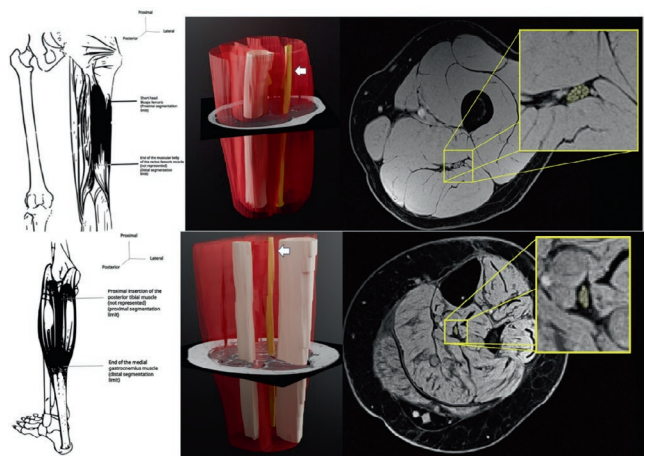 Proximal
Posterior
Lateral
Short head
Biceps femoris
(Proximal segmentation
limit)
End of the muscular body
of the rectus femoris muscle
(not represented)
(distal segmentation
limit)
Proximal
Posterior
Lateral
Proximal insertion of the
posterior tibial muscle
(not represented)
(proximal segmentation
limit)
End of the medial
gastrocnemius muscle
(distal segmentation
limit)